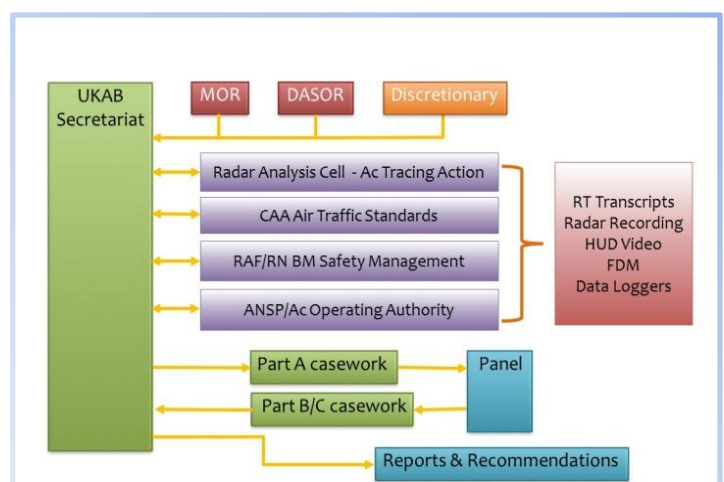 UKAB
Secretariat
MOR
DASOR
Discretionary
Radar Analysis Cell - Ac Tracing Action
CAA Air Traffic Standards
RAF/RN BM Safety Management
ANSP/Ac Operating Authority
RT Transcripts
Radar Recording
HUD Video
FDM
Data Loggers
Part A casework
Panel
Part B/C casework
Reports & Recommendations